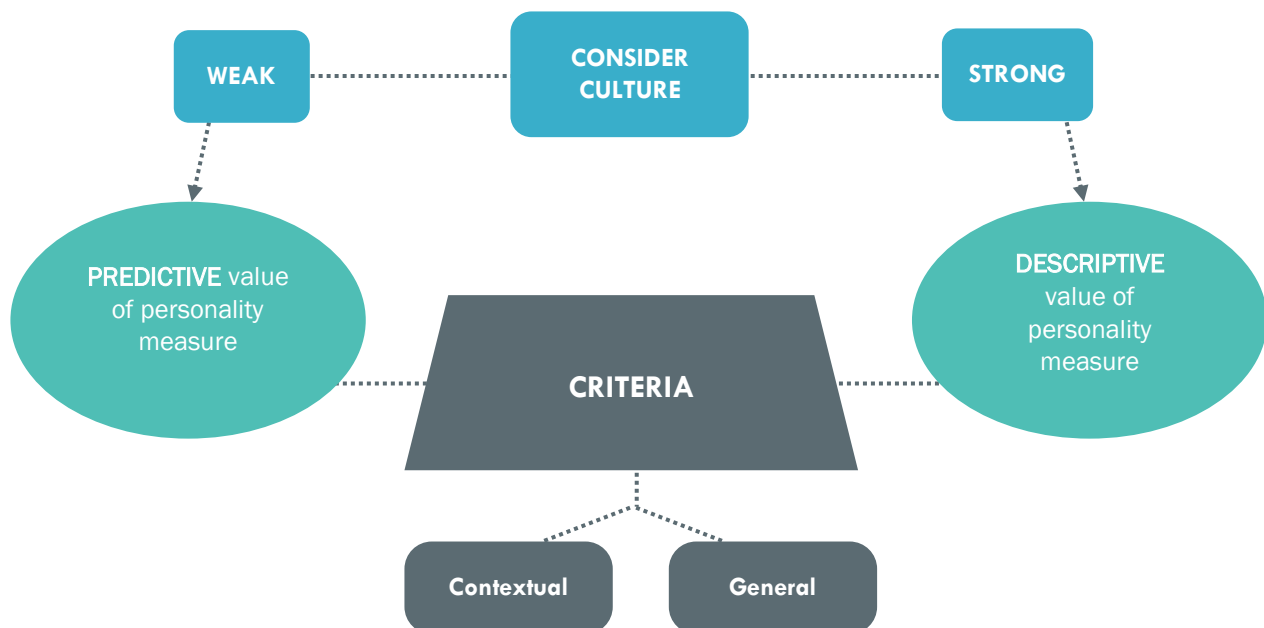 WEAK
CONSIDER
CULTURE
STRONG
PREDICTIVE value
of personality
measure
DESCRIPTIVE
value of
personality
measure
CRITERIA
Contextual
General